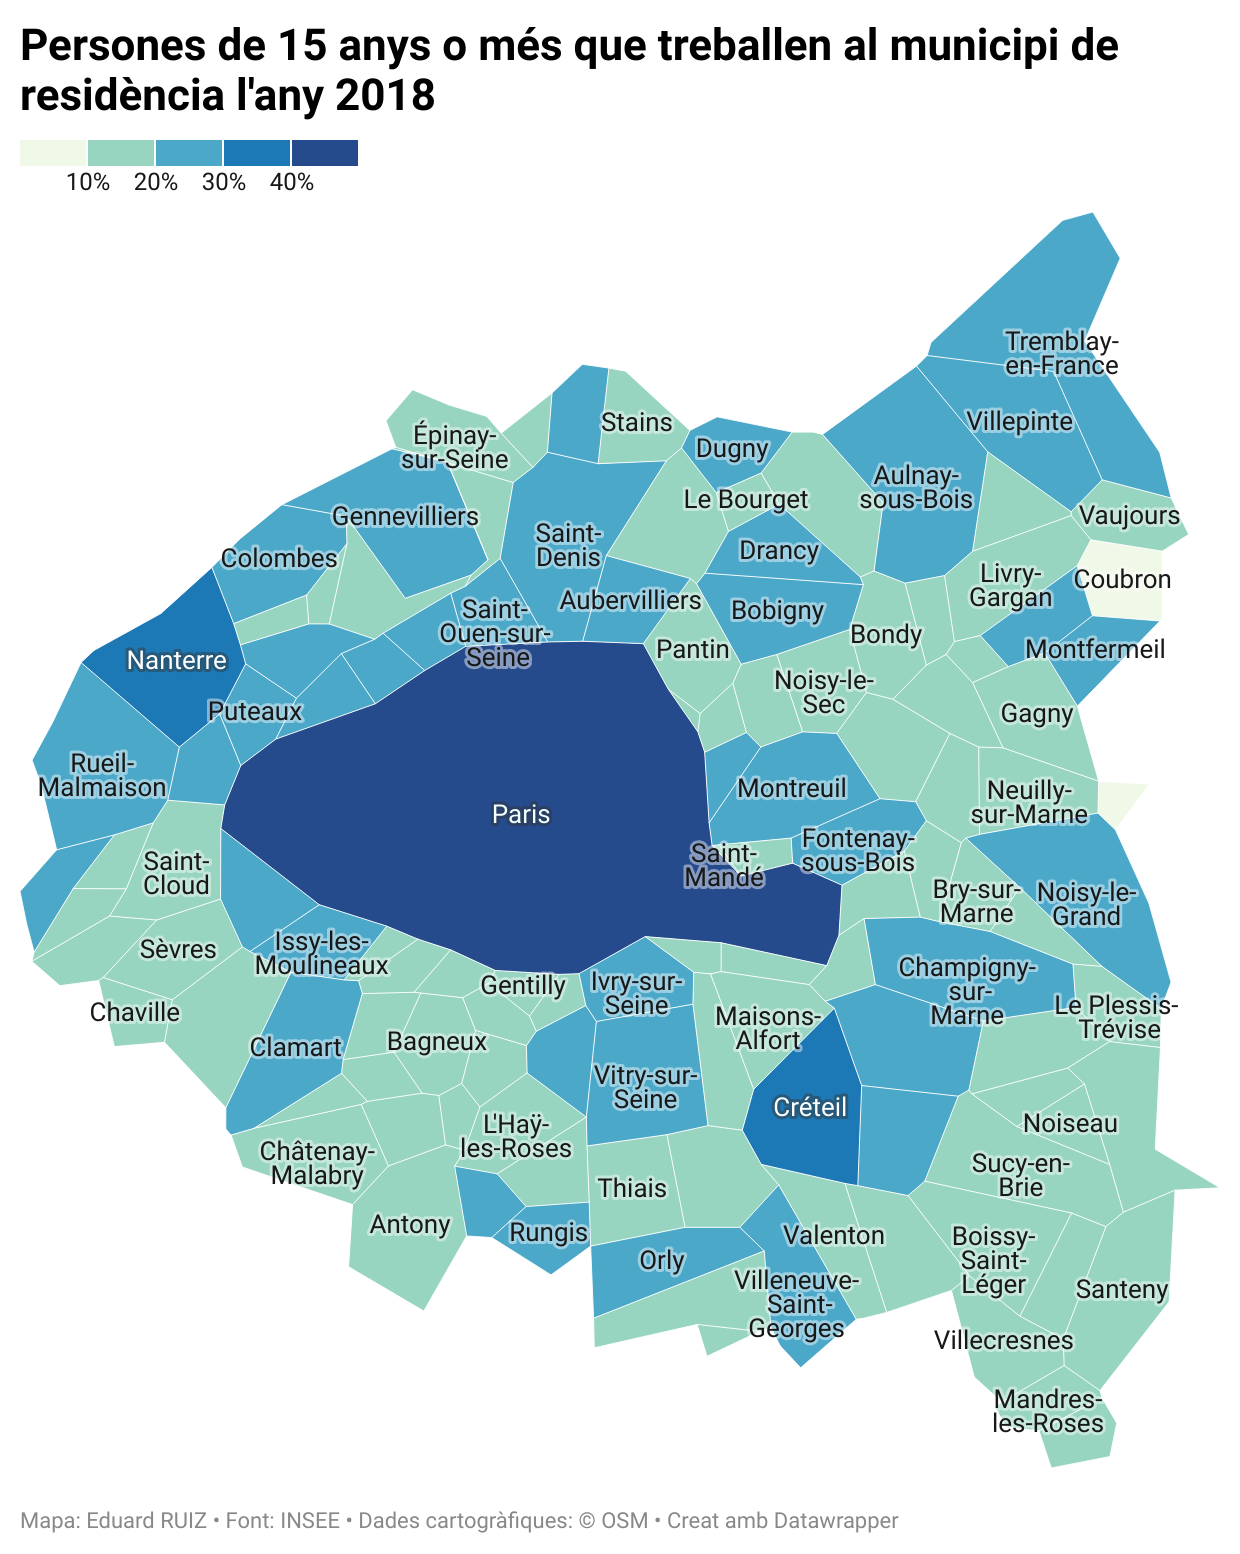 Persones de 15 anys o més que treballen al municipi de
residència l'any 2018
10% 20% 30% 40%
Tremblay-
en-France
Villepinte
Stains
Épinay-
sur-Seine
Dugny
Aulnay-
sous-Bois
Le Bourget
Vaujours
Gennevilliers
Saint-
Denis
Drancy
Colombes
Livry-
Gargan
Coubron
Aubervilliers
Bobigny
Saint-
Ouen-sur-
Seine
Bondy
Pantin
Montfermeil
Nanterre
Noisy-le-
Sec
Puteaux
Gagny
Rueil-
Malmaison
Montreuil
Neuilly-
sur-Marne
Paris
Fontenay-
sous-Bois
Saint-
Mandé
Saint-
Cloud
Bry-sur-
Marne
Noisy-le-
Grand
Sèvres
Issy-les-
Moulineaux
Champigny-
sur-
Marne
Gentilly
Ivry-sur-
Seine
Chaville
Le Plessis-
Trévise
Maisons-
Alfort
Clamart
Bagneux
Vitry-sur-
Seine
Créteil
Noiseau
L'Haÿ-
les-Roses
Châtenay-
Malabry
Sucy-en-
Brie
Thiais
Antony
Rungis
Valenton
Boissy-
Saint-
Léger
Orly
Villeneuve-
Saint-
Georges
Santeny
Villecresnes
Mandres-
les-Roses
Mapa: Eduard RUIZ • Font: INSEE • Dades cartogràfiques: © OSM • Creat amb Datawrapper